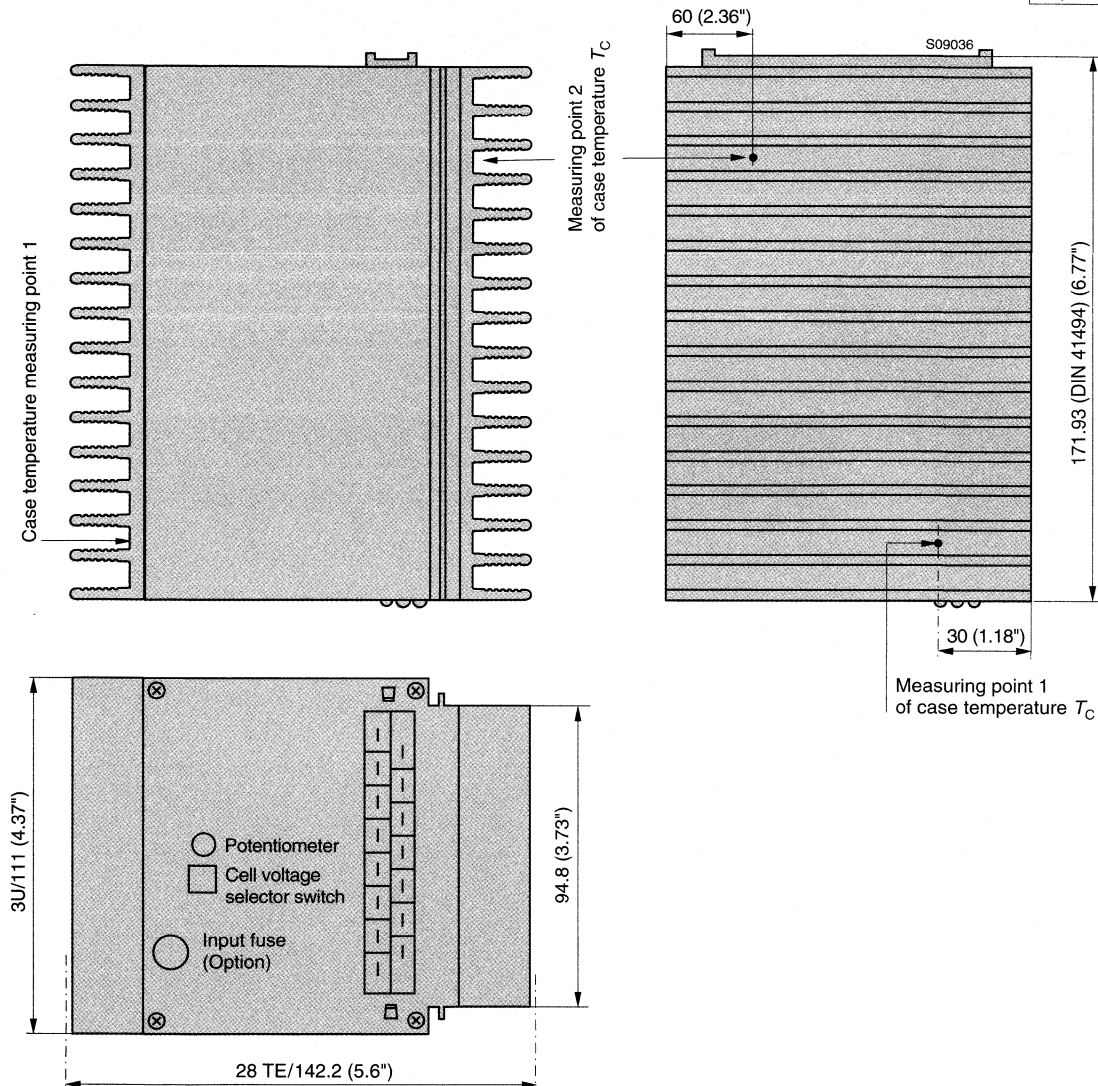 60 (2.36")
S09036
Measuring point 2
of case temperature TC
Case temperature measuring point 1
171.93 (DIN 41494) (6.77")
30 (1.18")
Measuring point 1
of case temperature TC
3U/111 (4.37")
Potentiometer
Cell voltage
selector switch
Input fuse
(Option)
94.8 (3.73")
28 TE/142.2 (5.6")